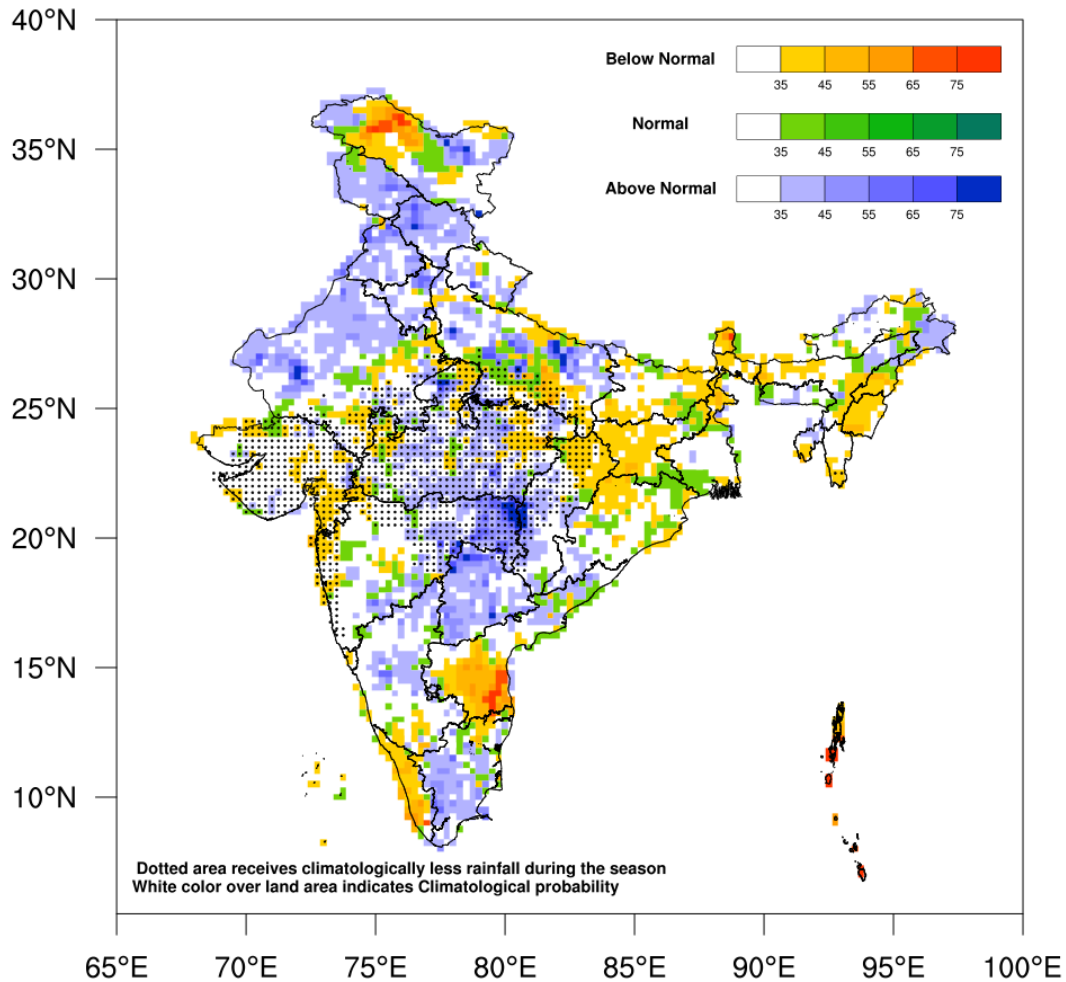 40°N
Below Normal
35 45 55 65 75
Normal
35 45 55 65 75
35°N
Above Normal
35 45 55 65 75
30°N
25°N
20°N
15°N
10°N
Dotted area receives climatologically less rainfall during the season
White color over land area indicates Climatological probability
65°E 70°E 75°E 80°E 85°E 90°E 95°E 100°E